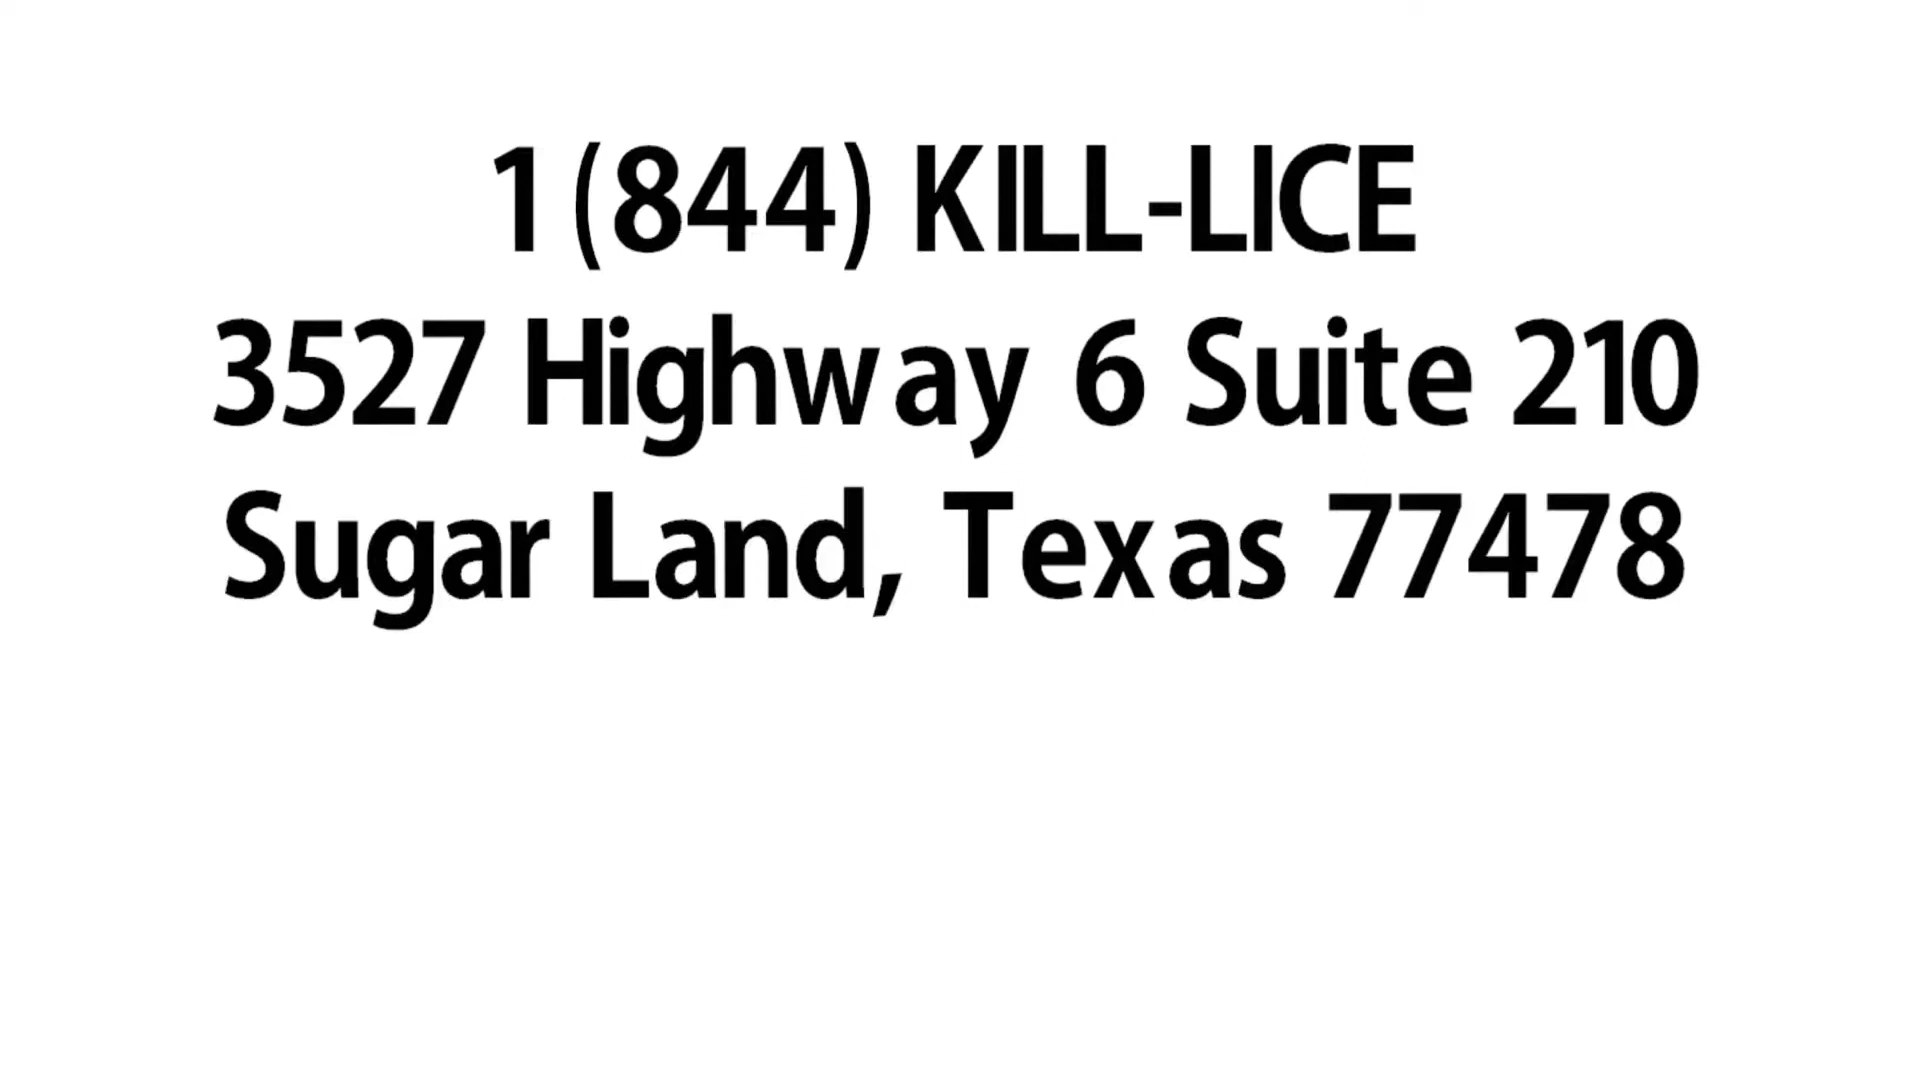 1 (844) KILL-LICE
3527 Highway 6 Suite 210
Sugar Land, Texas 77478